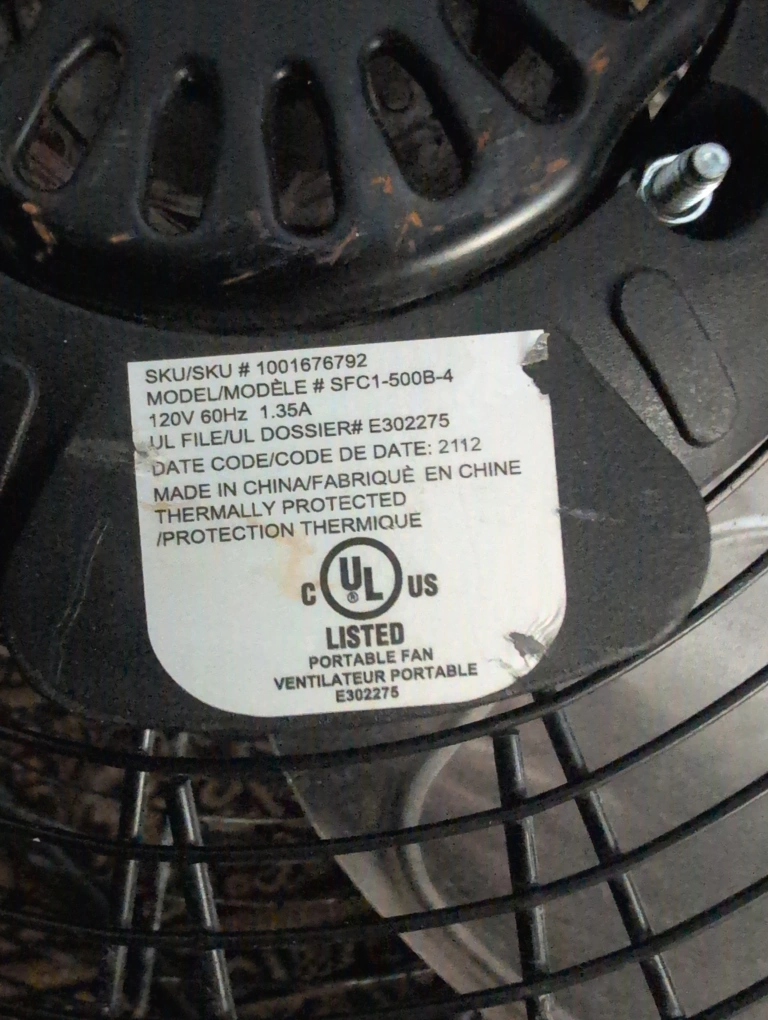 SKU/SKU # 1001676792
MODEL/MODÈLE # SFC1-500B-4
120V 60Hz 1.35A
UL FILE/UL DOSSIER# E302275
DATE CODE/CODE DE DATE: 2112
MADE IN CHINA/FABRIQUÈ EN CHINE
THERMALLY PROTECTED
/PROTECTION THERMIQUE
C UL ® US
LISTED
PORTABLE FAN
VENTILATEUR PORTABLE
E302275